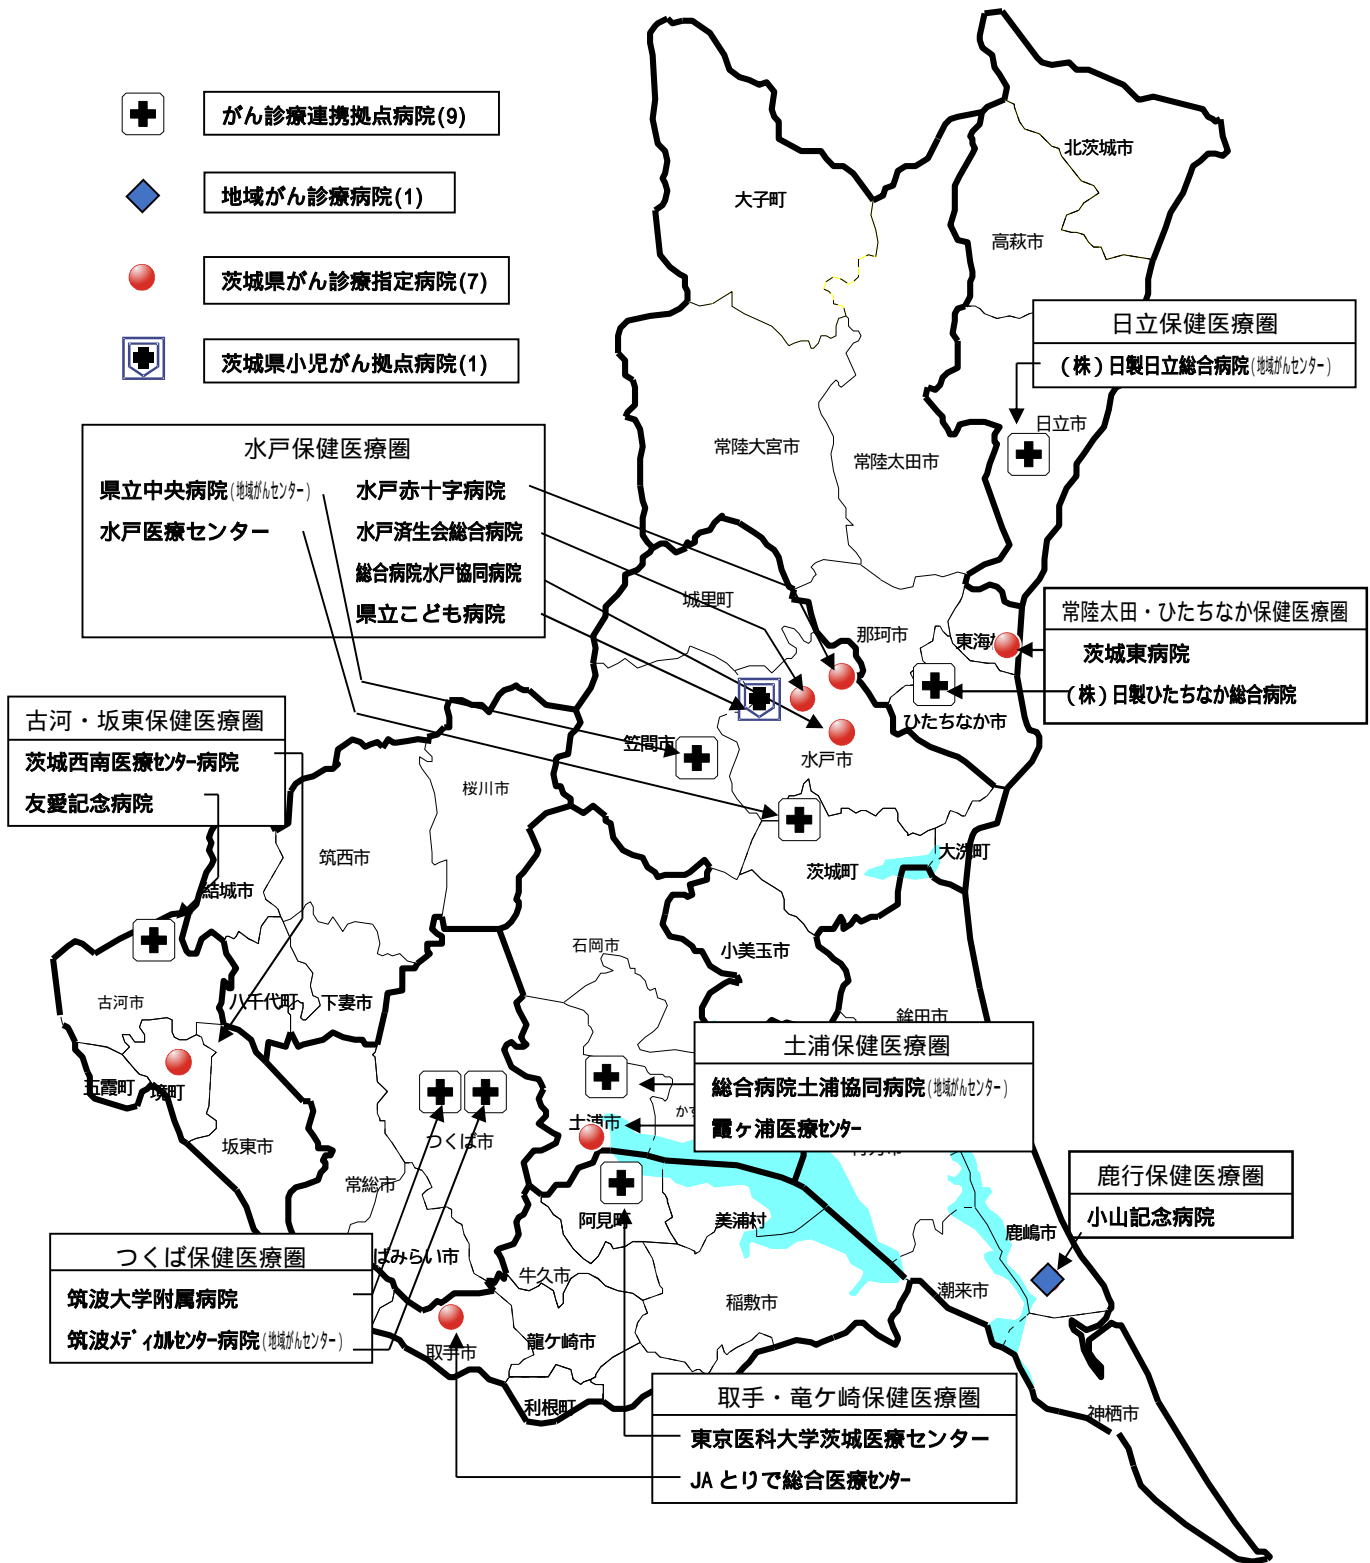 がん診療連携拠点病院(9)
地域がん診療病院(1)
茨城県がん診療指定病院(7)
茨城県小児がん拠点病院(1)
北茨城市
大子町
高萩市
日立保健医療圏
(株)日製日立総合病院(地域がんセンター)
日立市
常陸大宮市
常陸太田市
水戸保健医療圏
県立中央病院(地域がんセンター)
水戸赤十字病院
水戸医療センター
水戸済生会総合病院
総合病院水戸協同病院
県立こども病院
城里町
那珂市
東海
常陸太田・ひたちなか保健医療圏
茨城東病院
(株)日製ひたちなか総合病院
ひたちなか市
古河・坂東保健医療圏
茨城西南医療センター病院
友愛記念病院
笠間市
水戸市
桜川市
筑西市
茨城町
大洗町
結城市
小美玉市
石岡市
古河市
八千代町
下妻市
鉾田市
土浦保健医療圏
総合病院土浦協同病院(地域がんセンター)
霞ヶ浦医療センター
五霞町
境町
か
土浦市
つくば市
坂東市
常総市
鹿行保健医療圏
小山記念病院
阿見町
美浦村
鹿嶋市
つくば保健医療圏
筑波大学附属病院
筑波メディカルセンター病院(地域がんセンター)
ばみらい市
牛久市
稲敷市
潮来市
取手市
龍ケ崎市
利根町
取手・竜ケ崎保健医療圏
東京医科大学茨城医療センター
JAとりで総合医療センター
神栖市